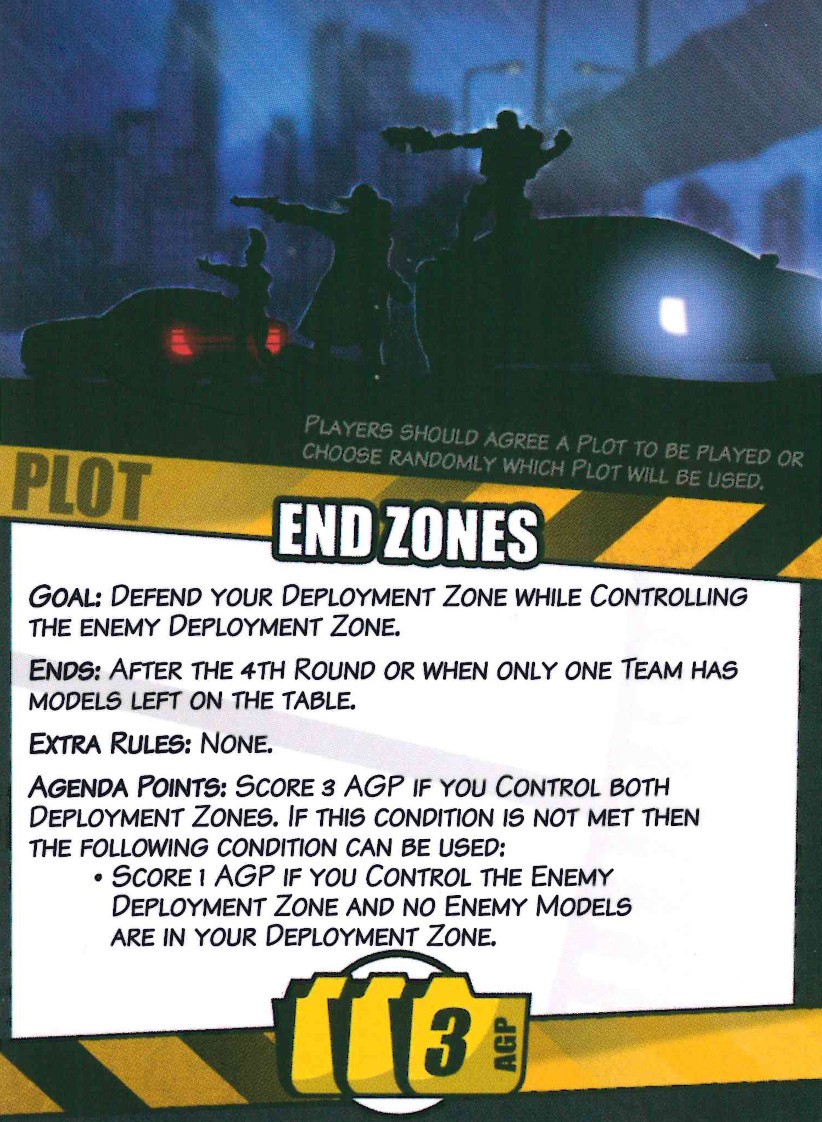 PLAYERS SHOULD AGREE A PLOT TO BE PLAYED OR
CHOOSE RANDOMLY WHICH PLOT WILL BE USED.
PLOT
END ZONES
GOAL: DEFEND YOUR DEPLOYMENT ZONE WHILE CONTROLLING
THE ENEMY DEPLOYMENT ZONE.
ENDS: AFTER THE 4TH ROUND OR WHEN ONLY ONE TEAM HAS
MODELS LEFT ON THE TABLE.
EXTRA RULES: NONE.
AGENDA POINTS: SCORE 3 AGP IF YOU CONTROL BOTH
DEPLOYMENT ZONES. IF THIS CONDITION IS NOT MET THEN
THE FOLLOWING CONDITION CAN BE USED:
• SCORE 1 AGP IF YOU CONTROL THE ENEMY
DEPLOYMENT ZONE AND NO ENEMY MODELS
ARE IN YOUR DEPLOYMENT ZONE.
3
AGP